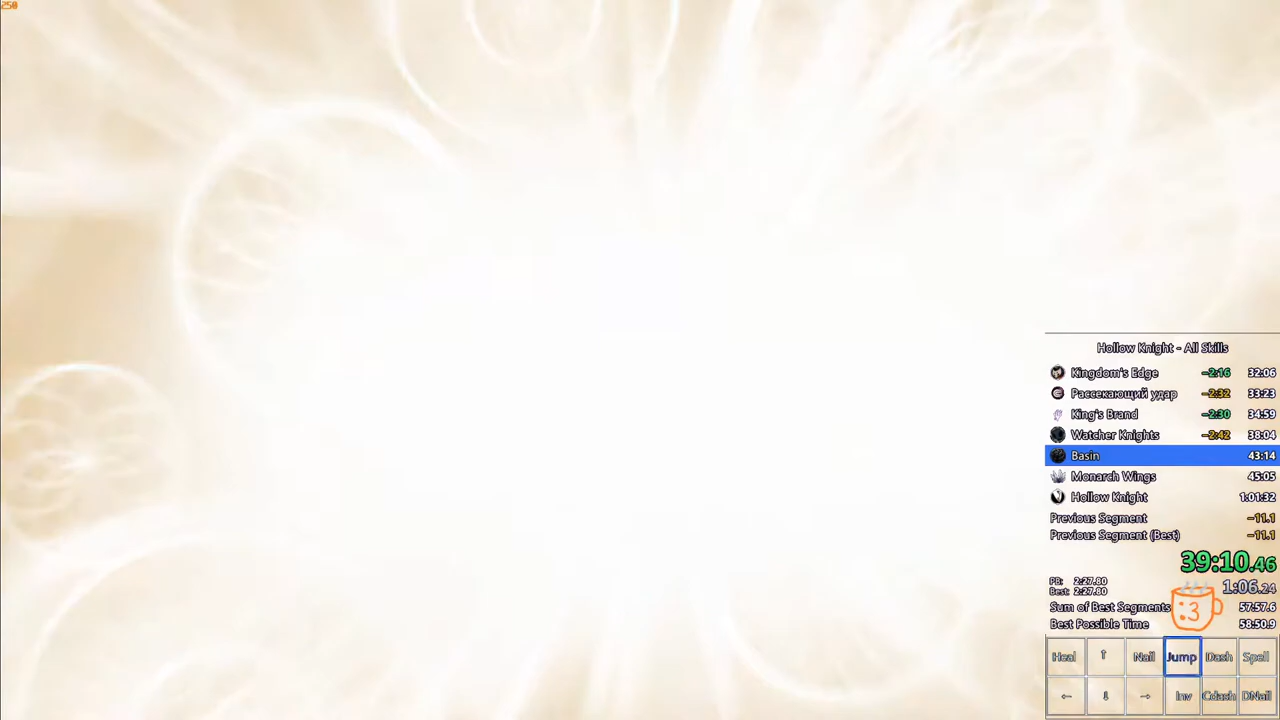 250
Hollow Knight - All Skills
Kingdom's Edge −2:16 32:06
Рассекающий удар −2:32 33:23
King's Brand −2:30 34:59
Watcher Knights −2:42 38:04
Basin 43:14
Monarch Wings 45:05
Hollow Knight 1:01:32
Previous Segment −11.1
Previous Segment (Best) −11.1
39:10.46
PB: 2:27.80
Best: 2:27.80
1:06.24
Sum of Best Segments 57:57.6
Best Possible Time 58:50.9
Heal ↑ Nail Jump Dash Spell
← ↓ → Inv Cdash DNail